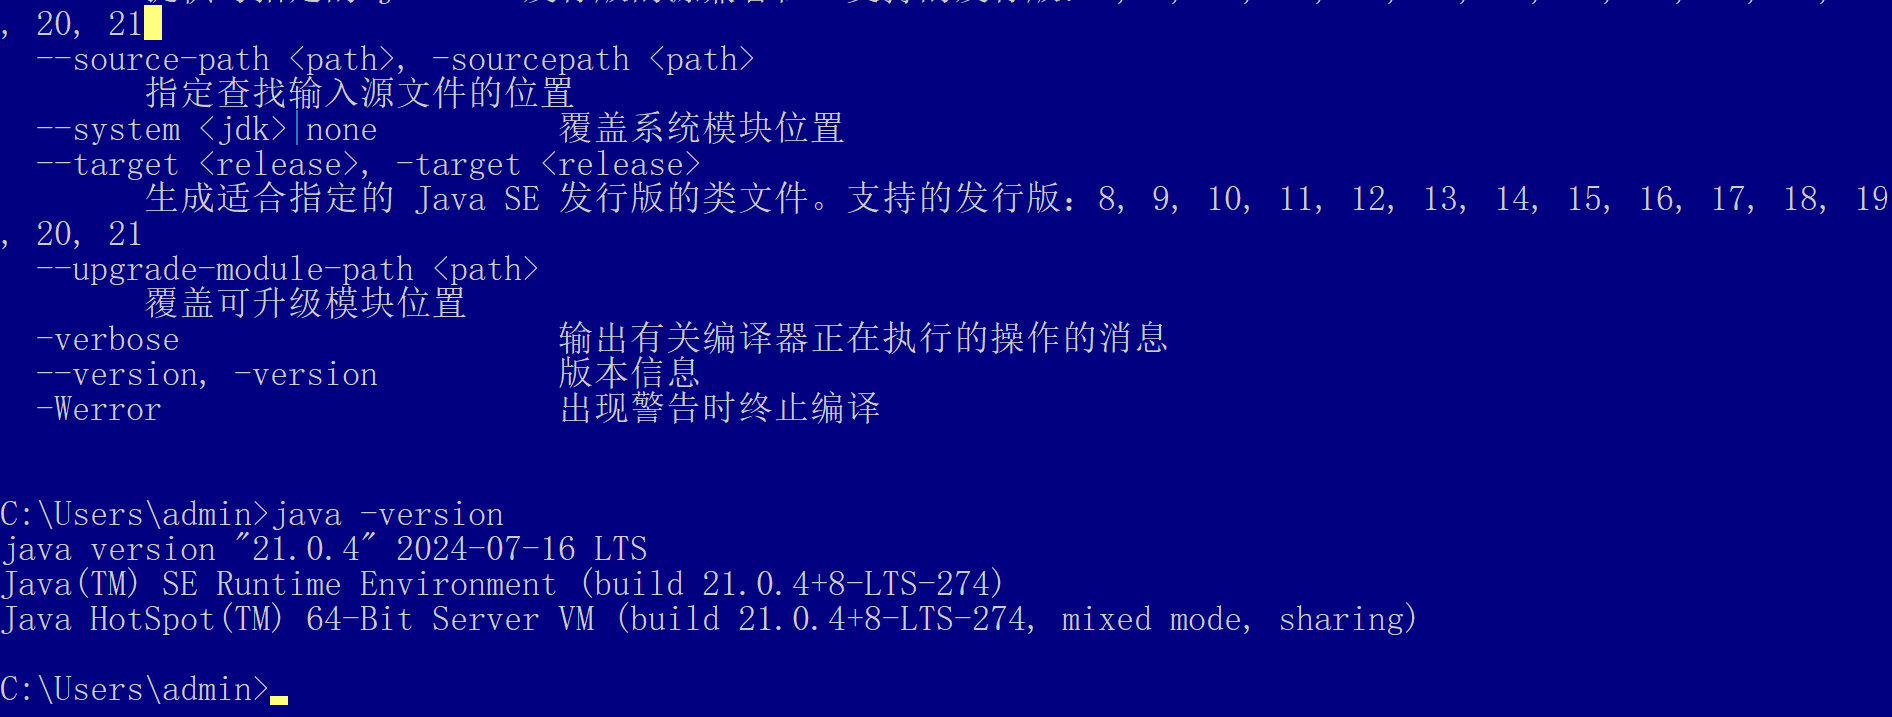 , 20, 21
--source-path <path>, -sourcepath <path>
指定查找输入源文件的位置
--system <jdk>|none 覆盖系统模块位置
--target <release>, -target <release>
生成适合指定的 Java SE 发行版的类文件。支持的发行版：8, 9, 10, 11, 12, 13, 14, 15, 16, 17, 18, 19
, 20, 21
--upgrade-module-path <path>
覆盖可升级模块位置
-verbose 输出有关编译器正在执行的操作的消息
--version, -version 版本信息
-Werror 出现警告时终止编译
C:\Users\admin>java -version
java version "21.0.4" 2024-07-16 LTS
Java(TM) SE Runtime Environment (build 21.0.4+8-LTS-274)
Java HotSpot(TM) 64-Bit Server VM (build 21.0.4+8-LTS-274, mixed mode, sharing)
C:\Users\admin>